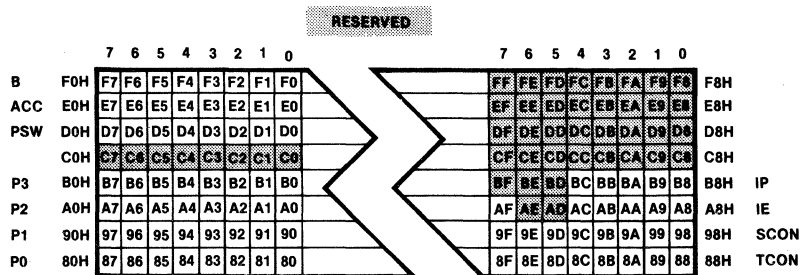 RESERVED
7 6 5 4 3 2 1 0 7 6 5 4 3 2 1 0
B F0H F7 F6 F5 F4 F3 F2 F1 F0 FF FE FD FC FB FA F9 F8 F8H
ACC E0H E7 E6 E5 E4 E3 E2 E1 E0 EF EE ED EC EB EA E9 E8 E8H
PSW D0H D7 D6 D5 D4 D3 D2 D1 D0 DF DE DD DC DB DA D9 D8 D8H
C0H C7 C6 C5 C4 C3 C2 C1 C0 CF CE CD CC CB CA C9 C8 C8H
P3 B0H B7 B6 B5 B4 B3 B2 B1 B0 BF BE BD BC BB BA B9 B8 B8H IP
P2 A0H A7 A6 A5 A4 A3 A2 A1 A0 AF AE AD AC AB AA A9 A8 A8H IE
P1 90H 97 96 95 94 93 92 91 90 9F 9E 9D 9C 9B 9A 99 98 98H SCON
P0 80H 87 86 85 84 83 82 81 80 8F 8E 8D 8C 8B 8A 89 88 88H TCON